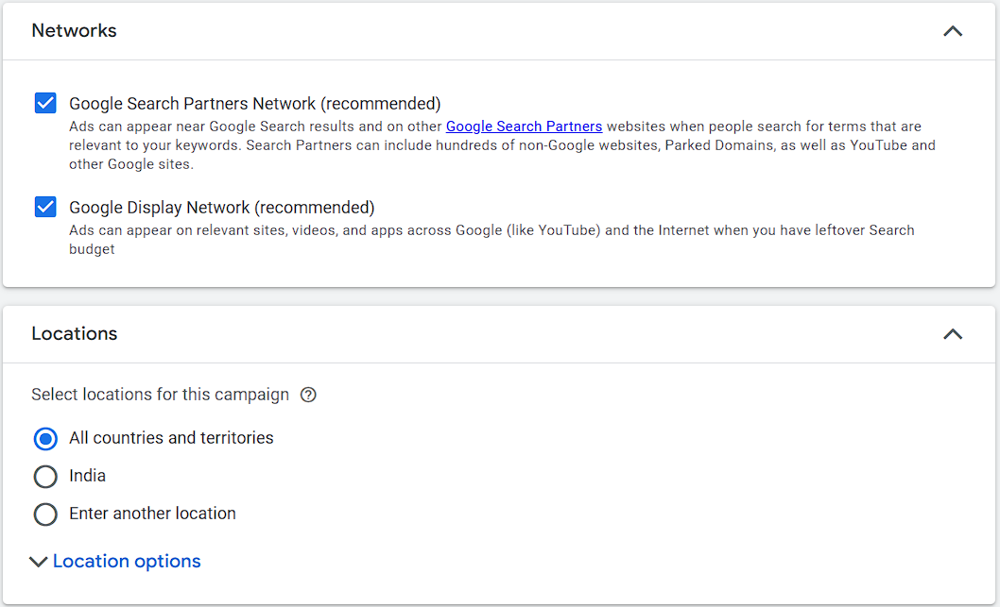 Networks
Google Search Partners Network (recommended)
Ads can appear near Google Search results and on other Google Search Partners websites when people search for terms that are
relevant to your keywords. Search Partners can include hundreds of non-Google websites, Parked Domains, as well as YouTube and
other Google sites.
Google Display Network (recommended)
Ads can appear on relevant sites, videos, and apps across Google (like YouTube) and the Internet when you have leftover Search
budget
Locations
Select locations for this campaign
All countries and territories
India
Enter another location
Location options